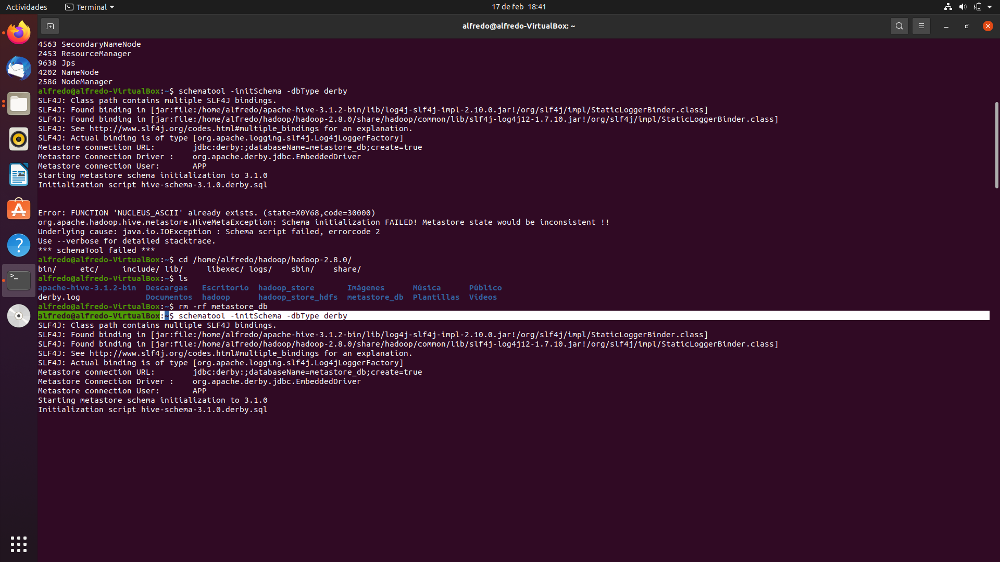 Actividades
Terminal
17 de feb 18:41
alfredo@alfredo-VirtualBox: ~
4563 SecondaryNameNode
2453 ResourceManager
9638 Jps
4202 NameNode
2586 NodeManager
alfredo@alfredo-VirtualBox:~$ schematool -initSchema -dbType derby
SLF4J: Class path contains multiple SLF4J bindings.
SLF4J: Found binding in [jar:file:/home/alfredo/apache-hive-3.1.2-bin/lib/log4j-slf4j-impl-2.10.0.jar!/org/slf4j/impl/StaticLoggerBinder.class]
SLF4J: Found binding in [jar:file:/home/alfredo/hadoop/hadoop-2.8.0/share/hadoop/common/lib/slf4j-log4j12-1.7.10.jar!/org/slf4j/impl/StaticLoggerBinder.class]
SLF4J: See http://www.slf4j.org/codes.html#multiple_bindings for an explanation.
SLF4J: Actual binding is of type [org.apache.logging.slf4j.Log4jLoggerFactory]
Metastore connection URL:        jdbc:derby:;databaseName=metastore_db;create=true
Metastore Connection Driver :    org.apache.derby.jdbc.EmbeddedDriver
Metastore connection User:       APP
Starting metastore schema initialization to 3.1.0
Initialization script hive-schema-3.1.0.derby.sql
Error: FUNCTION 'NUCLEUS_ASCII' already exists. (state=X0Y68,code=30000)
org.apache.hadoop.hive.metastore.HiveMetaException: Schema initialization FAILED! Metastore state would be inconsistent !!
Underlying cause: java.io.IOException : Schema script failed, errorcode 2
Use --verbose for detailed stacktrace.
*** schemaTool failed ***
alfredo@alfredo-VirtualBox:~$ cd /home/alfredo/hadoop/hadoop-2.8.0/
bin/     etc/     include/ lib/     libexec/ logs/    sbin/    share/
alfredo@alfredo-VirtualBox:~$ ls
apache-hive-3.1.2-bin  Descargas   Escritorio  hadoop_store       Imágenes      Música      Público
derby.log              Documentos  hadoop      hadoop_store_hdfs  metastore_db  Plantillas  Vídeos
alfredo@alfredo-VirtualBox:~$ rm -rf metastore_db
alfredo@alfredo-VirtualBox:~$ schematool -initSchema -dbType derby
SLF4J: Class path contains multiple SLF4J bindings.
SLF4J: Found binding in [jar:file:/home/alfredo/apache-hive-3.1.2-bin/lib/log4j-slf4j-impl-2.10.0.jar!/org/slf4j/impl/StaticLoggerBinder.class]
SLF4J: Found binding in [jar:file:/home/alfredo/hadoop/hadoop-2.8.0/share/hadoop/common/lib/slf4j-log4j12-1.7.10.jar!/org/slf4j/impl/StaticLoggerBinder.class]
SLF4J: See http://www.slf4j.org/codes.html#multiple_bindings for an explanation.
SLF4J: Actual binding is of type [org.apache.logging.slf4j.Log4jLoggerFactory]
Metastore connection URL:        jdbc:derby:;databaseName=metastore_db;create=true
Metastore Connection Driver :    org.apache.derby.jdbc.EmbeddedDriver
Metastore connection User:       APP
Starting metastore schema initialization to 3.1.0
Initialization script hive-schema-3.1.0.derby.sql